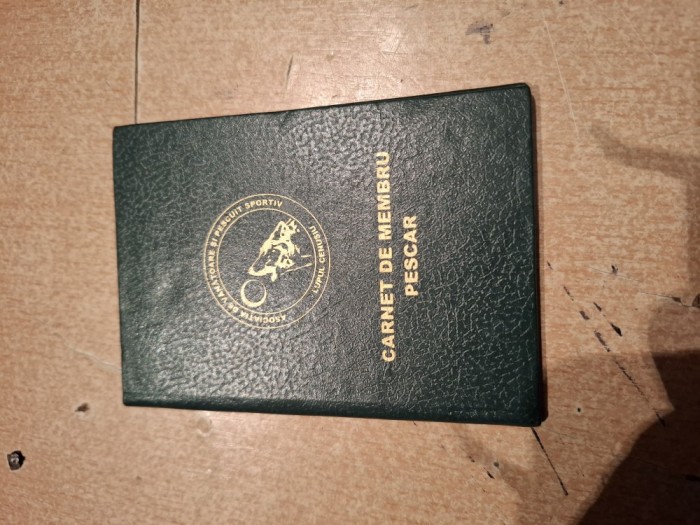 ASOCIAȚIA DE VÂNĂTOARE ȘI PESCUIT SPORTIV
LUPUL CENUȘIU
CARNET DE MEMBRU
PESCAR